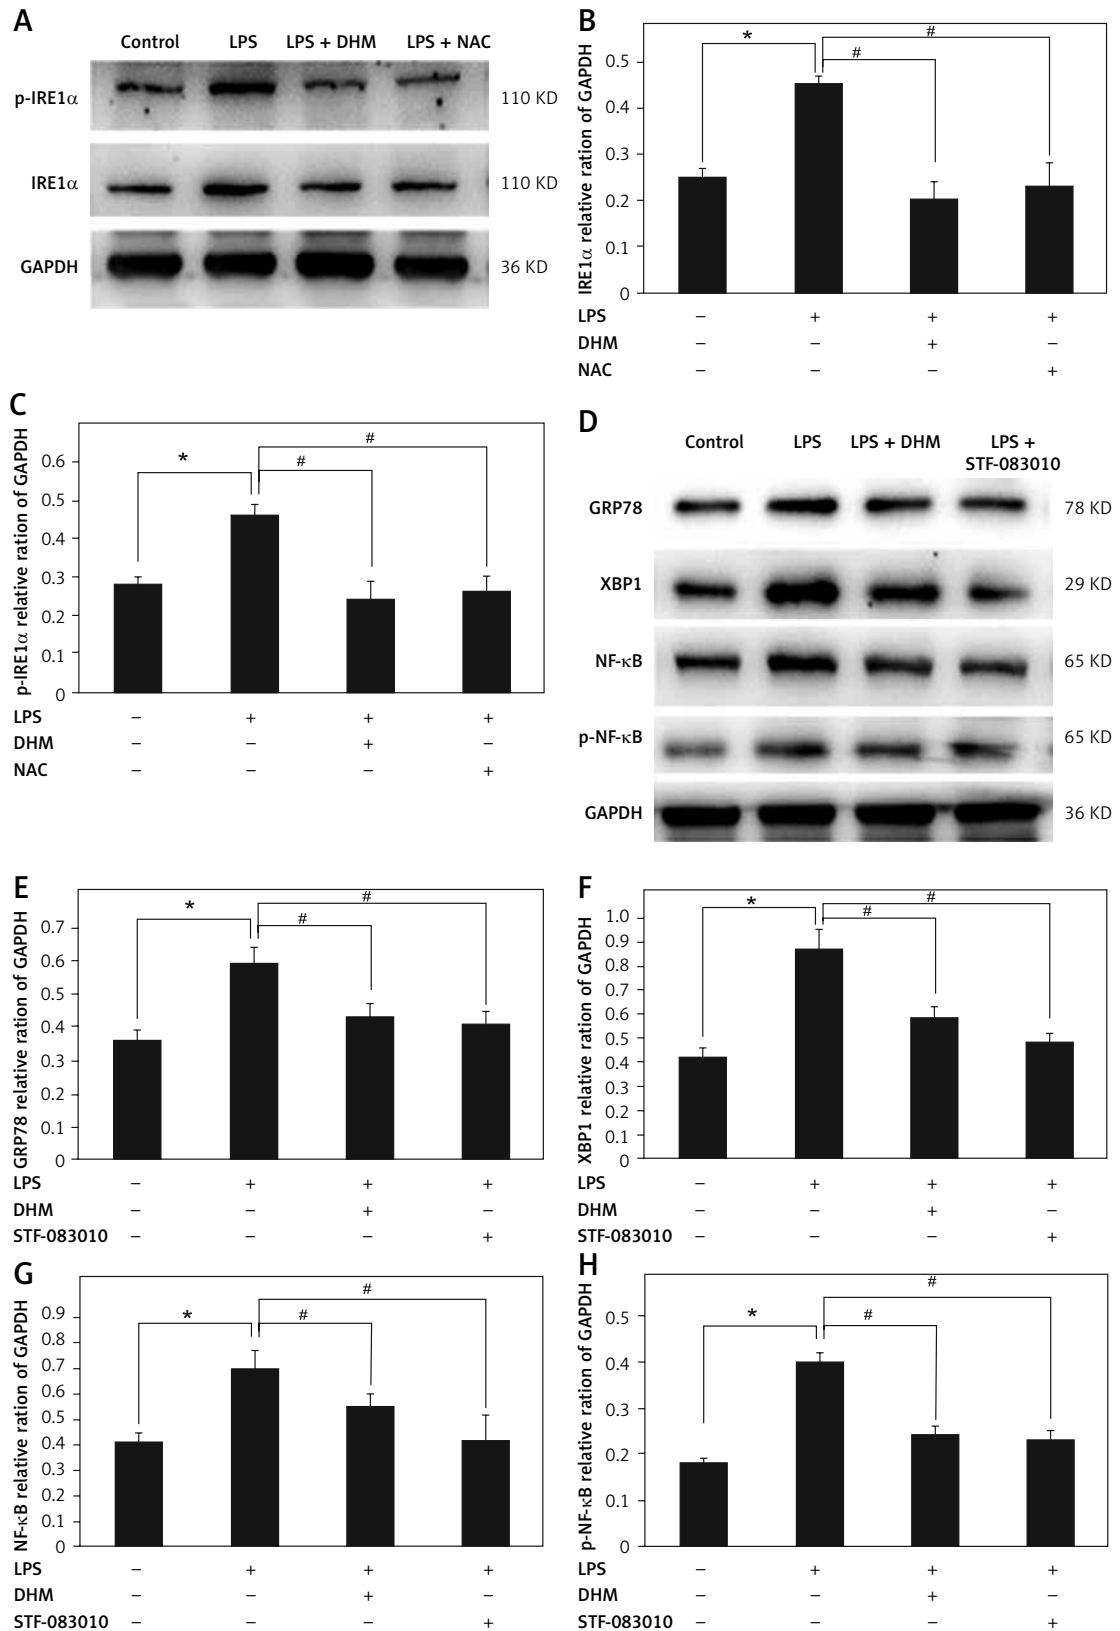 A
Control LPS LPS + DHM LPS + NAC
p-IRE1α 110 KD
IRE1α 110 KD
GAPDH 36 KD
B
IRE1α relative ration of GAPDH
0.5
0.4
0.3
0.2
0.1
0
* # #
LPS – + + +
DHM – – + –
NAC – – – +
C
p-IRE1α relative ration of GAPDH
0.6
0.5
0.4
0.3
0.2
0.1
0
* # #
LPS – + + +
DHM – – + –
NAC – – – +
D
Control LPS LPS + DHM LPS +
STF-083010
GRP78 78 KD
XBP1 29 KD
NF-κB 65 KD
p-NF-κB 65 KD
GAPDH 36 KD
E
GRP78 relative ration of GAPDH
0.7
0.6
0.5
0.4
0.3
0.2
0.1
0
* # #
LPS – + + +
DHM – – + –
STF-083010 – – – +
F
XBP1 relative ration of GAPDH
1.0
0.9
0.8
0.7
0.6
0.5
0.4
0.3
0.2
0.1
0
* # #
LPS – + + +
DHM – – + –
STF-083010 – – – +
G
NF-κB relative ration of GAPDH
0.9
0.8
0.7
0.6
0.5
0.4
0.3
0.2
0.1
0
* # #
LPS – + + +
DHM – – + –
STF-083010 – – – +
H
p-NF-κB relative ration of GAPDH
0.5
0.4
0.3
0.2
0.1
0
* # #
LPS – + + +
DHM – – + –
STF-083010 – – – +